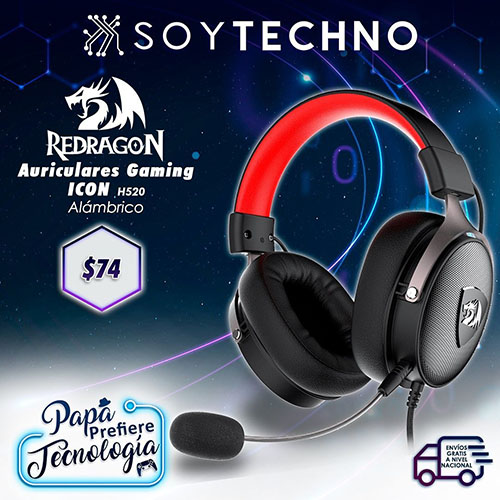 SOYTECHNO
REDRAGON
Auriculares Gaming
ICON H520
Alámbrico
$74
Papá
Prefiere
Tecnología
ENVÍOS
GRATIS
A NIVEL
NACIONAL